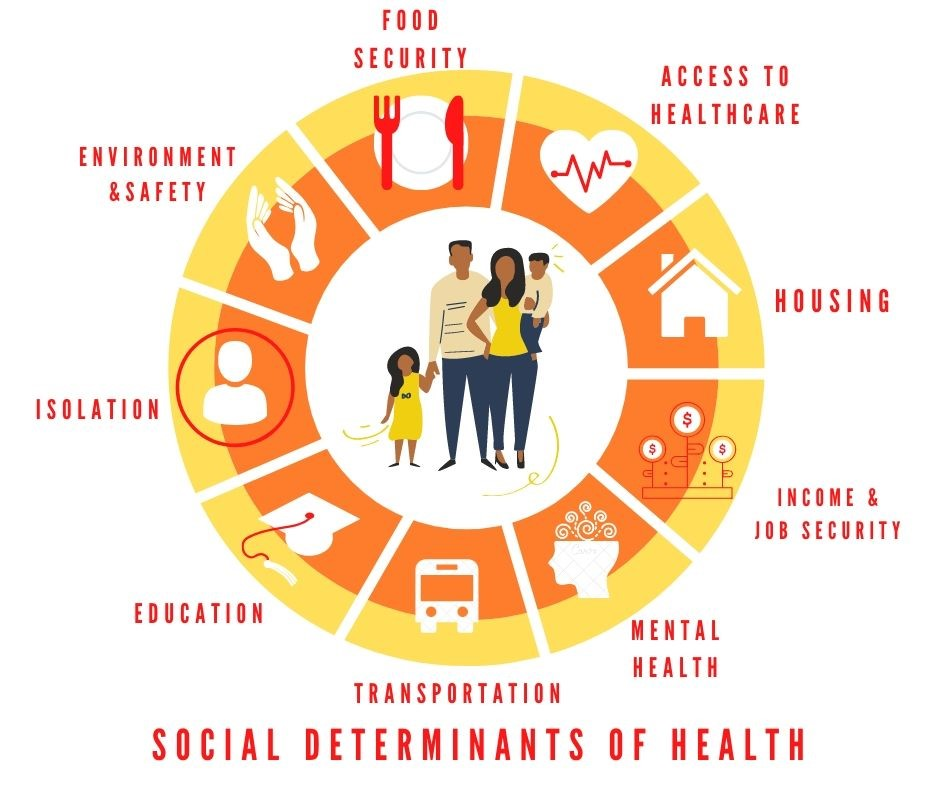 FOOD
SECURITY
ACCESS TO
HEALTHCARE
ENVIRONMENT
&SAFETY
HOUSING
ISOLATION
$
$
$
INCOME &
JOB SECURITY
EDUCATION
MENTAL
HEALTH
TRANSPORTATION
SOCIAL DETERMINANTS OF HEALTH